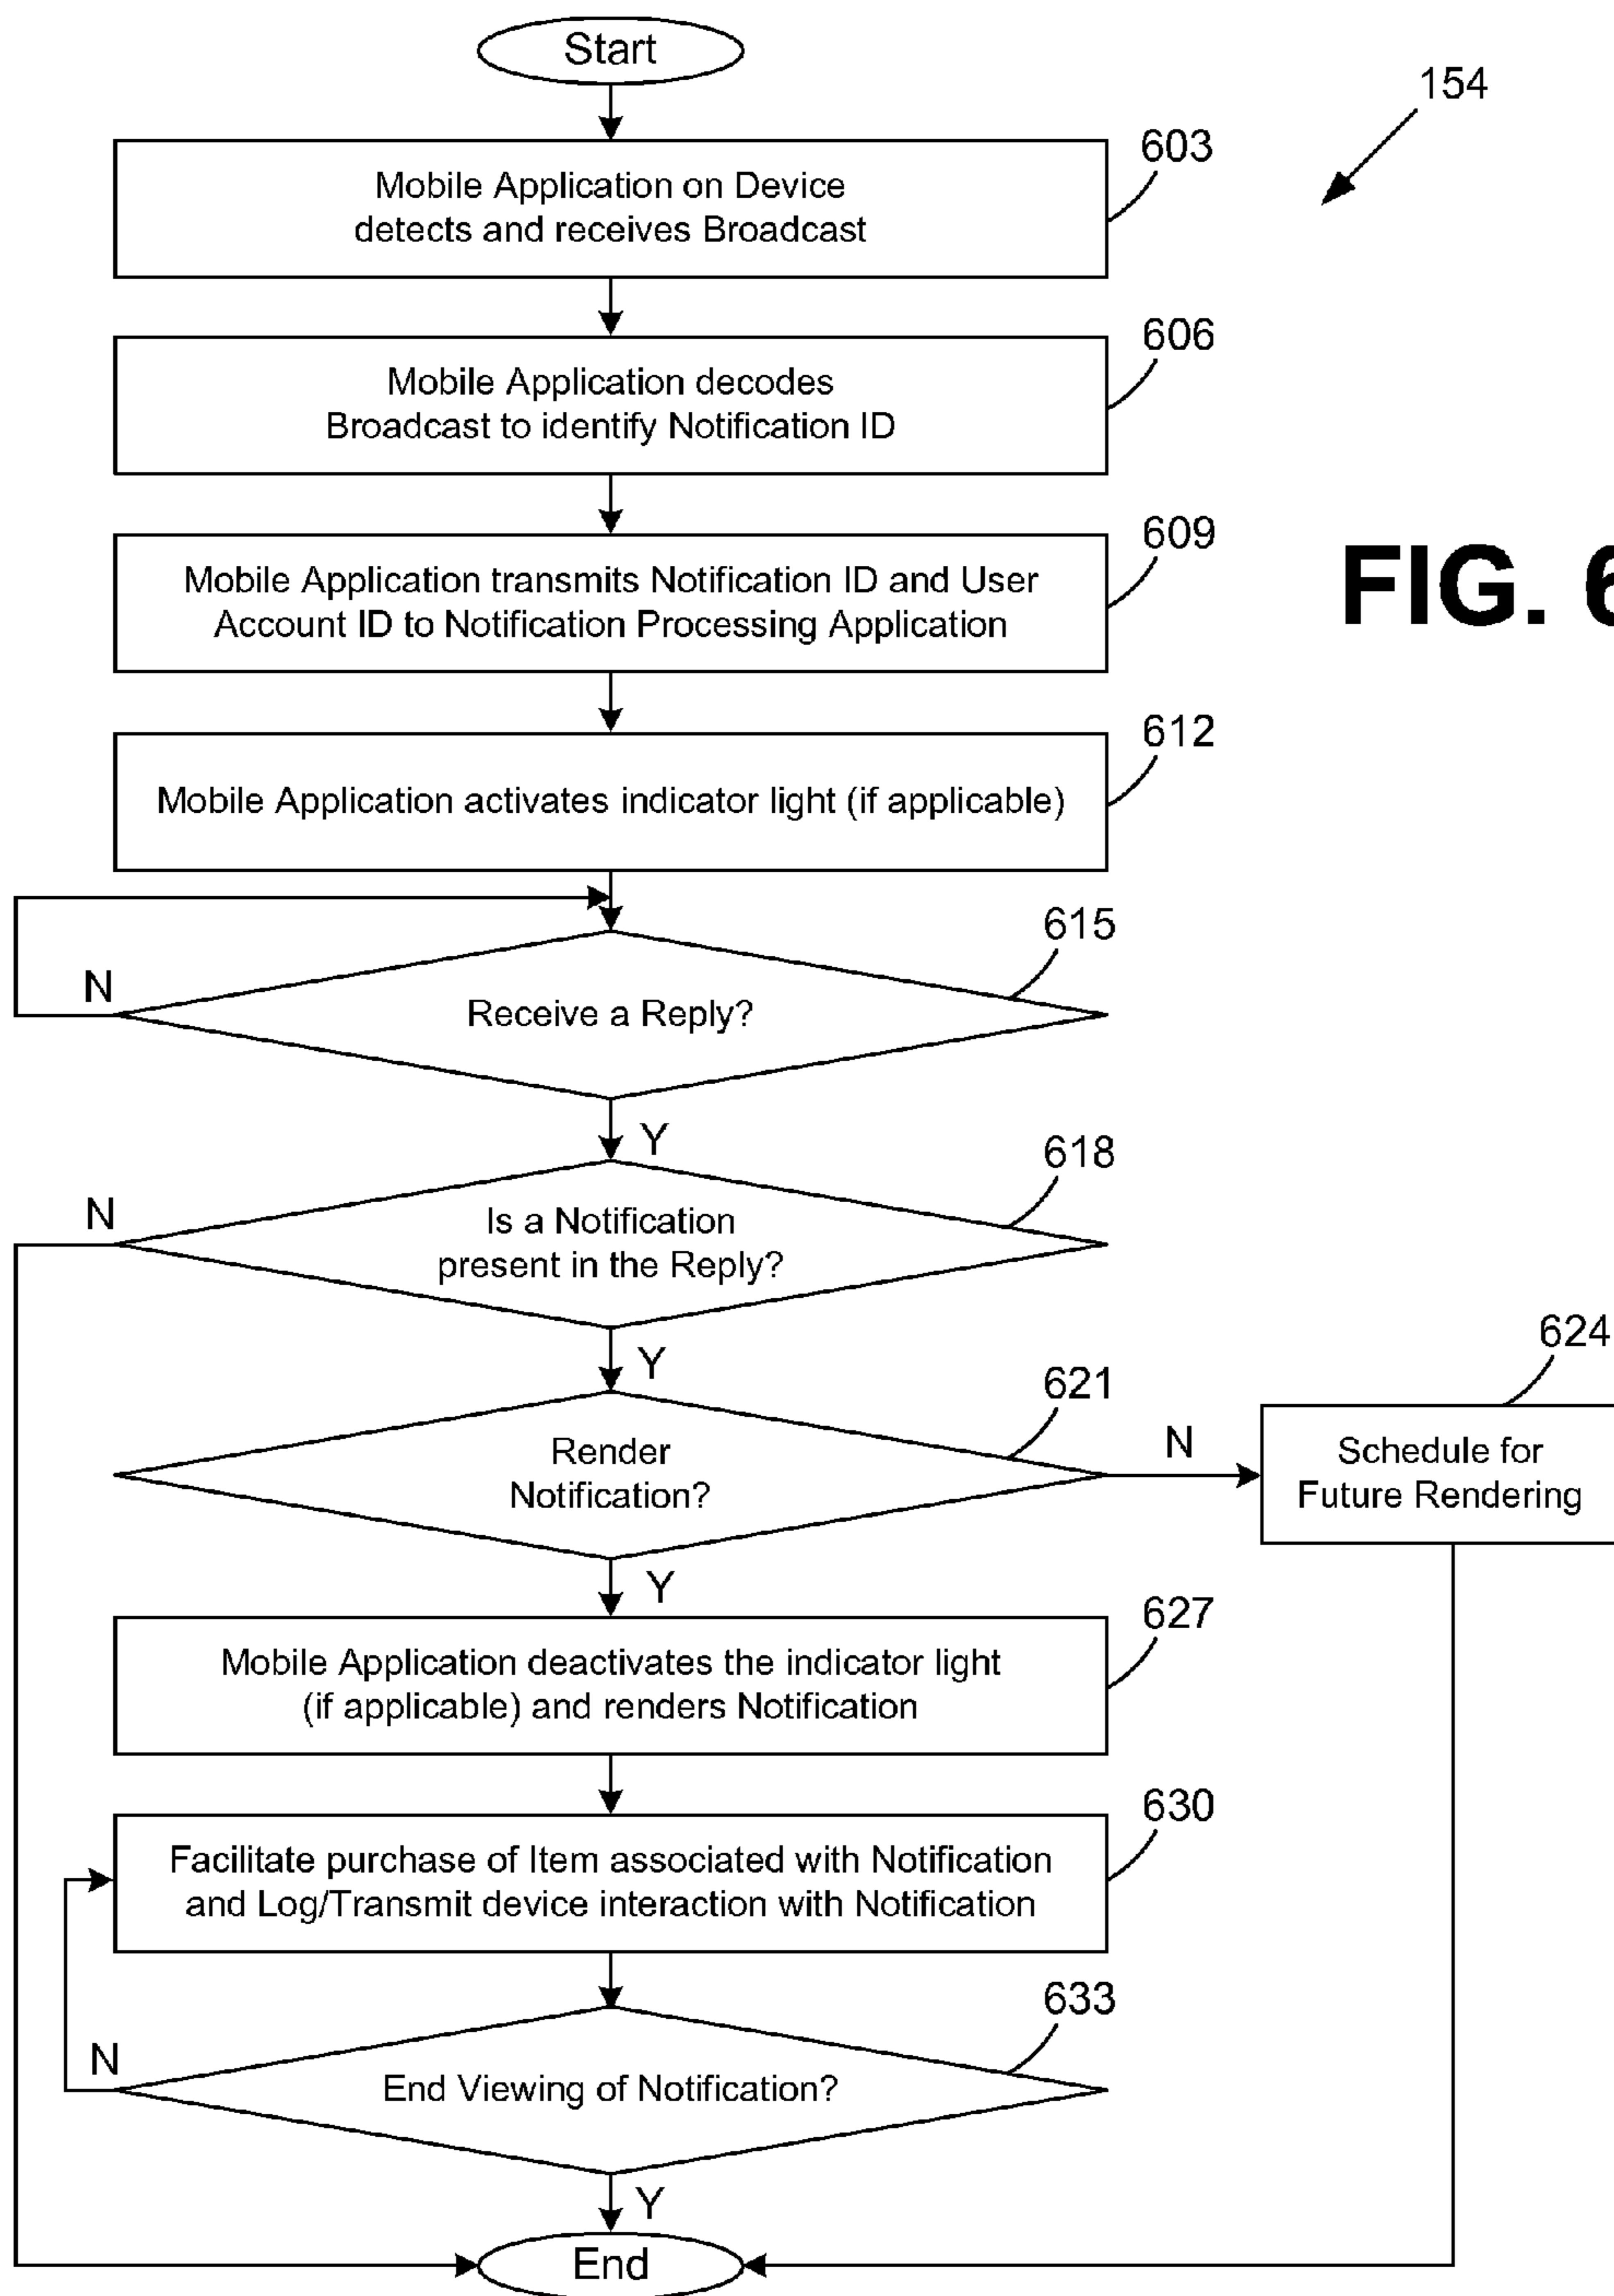 Start
154
603
Mobile Application on Device
detects and receives Broadcast
606
Mobile Application decodes
Broadcast to identify Notification ID
609
Mobile Application transmits Notification ID and User
Account ID to Notification Processing Application
FIG. 6
612
Mobile Application activates indicator light (if applicable)
615
N
Receive a Reply?
Y
618
N
Is a Notification
present in the Reply?
Y
621
624
Render
Notification?
N
Schedule for
Future Rendering
Y
627
Mobile Application deactivates the indicator light
(if applicable) and renders Notification
630
Facilitate purchase of Item associated with Notification
and Log/Transmit device interaction with Notification
633
N
End Viewing of Notification?
Y
End